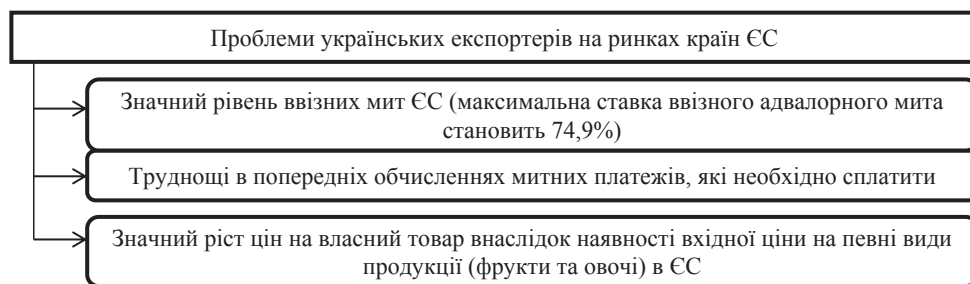 Проблеми українських експортерів на ринках країн ЄС
Значний рівень ввізних мит ЄС (максимальна ставка ввізного адвалорного мита
становить 74,9%)
Труднощі в попередніх обчисленнях митних платежів, які необхідно сплатити
Значний ріст цін на власний товар внаслідок наявності вхідної ціни на певні види
продукції (фрукти та овочі) в ЄС